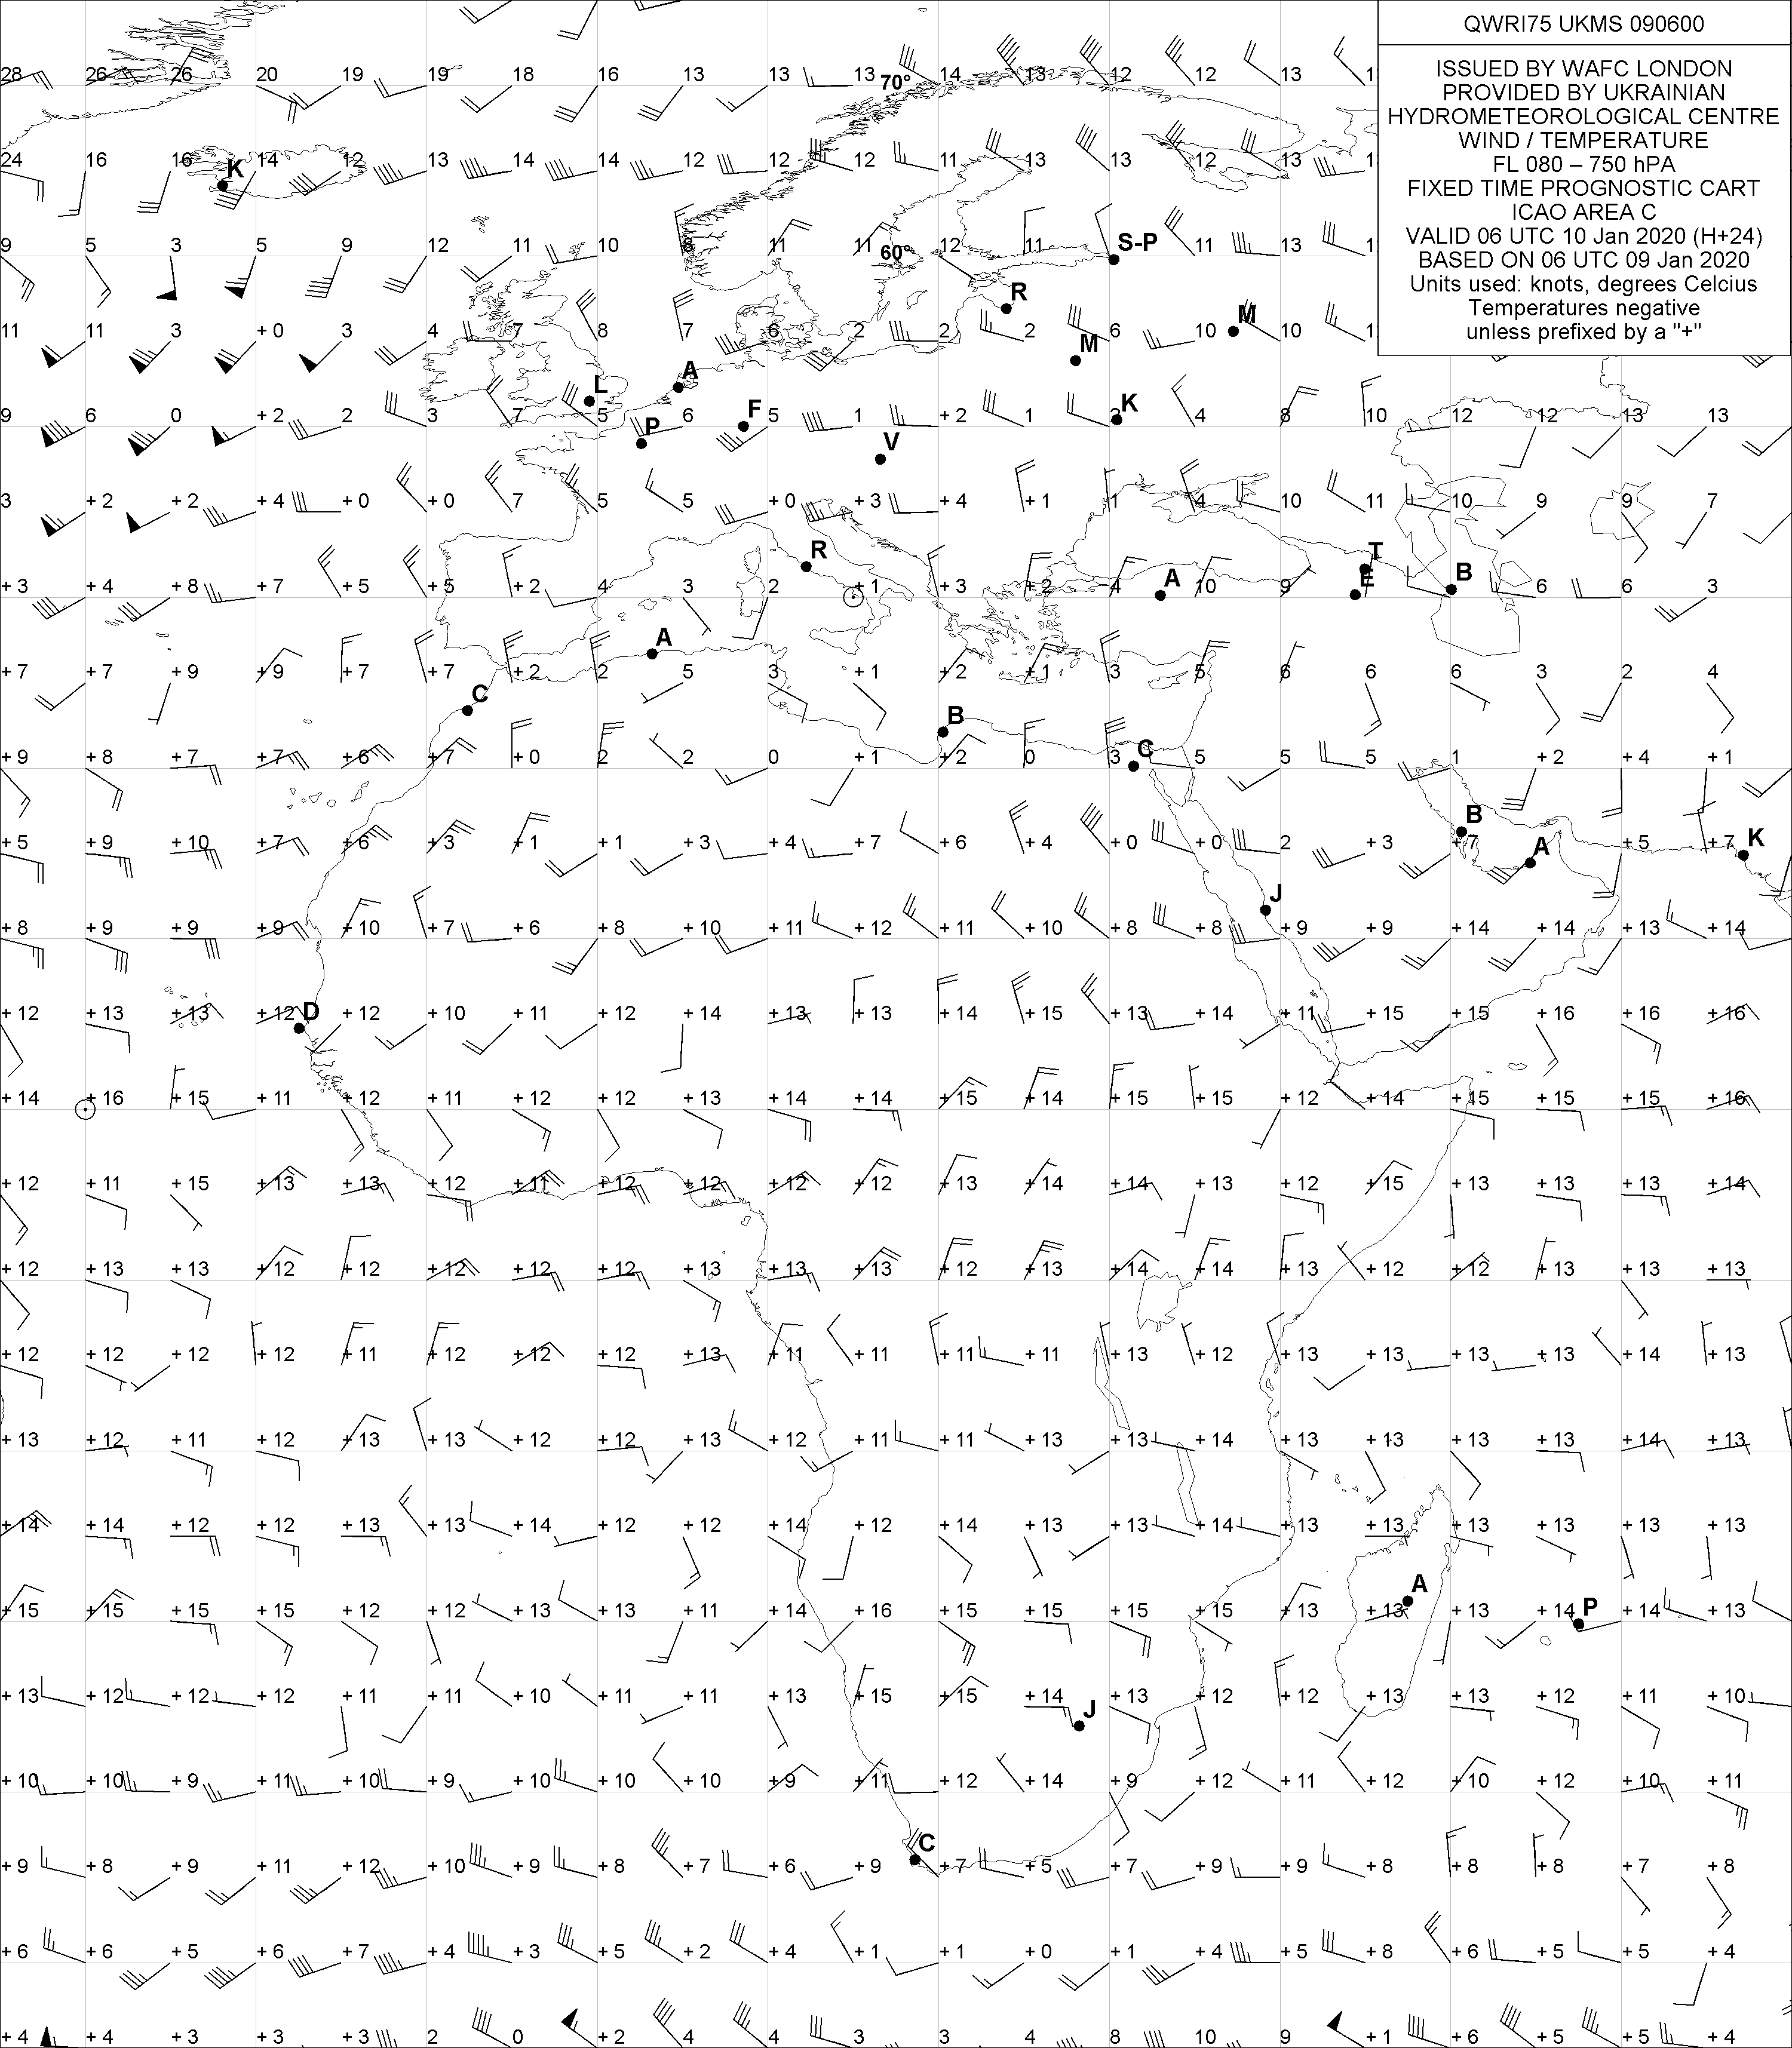 QWRI75 UKMS 090600
ISSUED BY WAFC LONDON
PROVIDED BY UKRAINIAN
HYDROMETEOROLOGICAL CENTRE
WIND / TEMPERATURE
FL 080 – 750 hPA
FIXED TIME PROGNOSTIC CART
ICAO AREA C
VALID 06 UTC 10 Jan 2020 (H+24)
BASED ON 06 UTC 09 Jan 2020
Units used: knots, degrees Celcius
Temperatures negative
unless prefixed by a "+"
28 26 26 20 19 19 18 16 13 13 13 70° 14 13 12 12 13
24 16 16 K 14 12 13 14 14 12 12 12 11 13 13 12 13
9 5 3 5 9 12 11 10 11 11 60° 12 11 S-P 11 13
R
11 11 3 +0 3 4 7 8 7 6 2 2 2 6 10 M 10
M
L A
9 6 0 +2 2 3 7 5 P 6 F 5 1 +2 1 K 4 8 10 12 12 13 13
V
3 +2 +2 +4 +0 +0 7 5 5 +0 +3 +4 +1 1 4 10 11 10 9 9 7
R T
+3 +4 +8 +7 +5 +5 +2 4 3 2 +1 +3 +2 4 A 10 9 E B 6 6 3
A
+7 +7 +9 +9 +7 +7 +2 2 5 3 +1 +2 +1 3 5 6 6 6 3 2 4
C B
+9 +8 +7 +7 +6 +7 +0 2 2 0 +1 +2 0 3 C 5 5 5 1 +2 +4 +1
B
+5 +9 +10 +7 +6 +3 +1 +1 +3 +4 +7 +6 +4 +0 +0 2 +3 +7 A +5 +7 K
J
+8 +9 +9 +9 +10 +7 +6 +8 +10 +11 +12 +11 +10 +8 +8 +9 +9 +14 +14 +13 +14
+12 +13 +13 +12 D +12 +10 +11 +12 +14 +13 +13 +14 +15 +13 +14 +11 +15 +15 +16 +16 +16
+14 +16 +15 +11 +12 +11 +12 +12 +13 +14 +14 +15 +14 +15 +15 +12 +14 +15 +15 +15 +16
+12 +11 +15 +13 +13 +12 +11 +12 +12 +12 +12 +13 +14 +14 +13 +12 +15 +13 +13 +13 +14
+12 +13 +13 +12 +12 +12 +12 +12 +13 +13 +13 +12 +13 +14 +14 +13 +12 +12 +13 +13 +13
+12 +12 +12 +12 +11 +12 +12 +12 +13 +11 +11 +11 +11 +13 +12 +13 +13 +13 +13 +14 +13
+13 +12 +11 +12 +13 +13 +12 +12 +13 +12 +11 +11 +13 +13 +14 +13 +13 +13 +13 +14 +13
+14 +14 +12 +12 +13 +13 +14 +12 +12 +14 +12 +14 +13 +13 +14 +13 +13 +13 +13 +13 +13
A
+15 +15 +15 +15 +12 +12 +13 +13 +11 +14 +16 +15 +15 +15 +15 +13 +13 +13 +14 P +14 +13
+13 +12 +12 +12 +11 +11 +10 +11 +11 +13 +15 +15 +14 J +13 +12 +12 +13 +13 +12 +11 +10
+10 +10 +9 +11 +10 +9 +10 +10 +10 +9 +11 +12 +14 +9 +12 +11 +12 +10 +12 +10 +11
C
+9 +8 +9 +11 +12 +10 +9 +8 +7 +6 +9 +7 +5 +7 +9 +9 +8 +8 +8 +7 +8
+6 +6 +5 +6 +7 +4 +3 +5 +2 +4 +1 +1 +0 +1 +4 +5 +8 +6 +5 +5 +4
+4 +4 +3 +3 +3 2 0 +2 4 4 3 3 4 8 10 9 +1 +6 +5 +5 +4